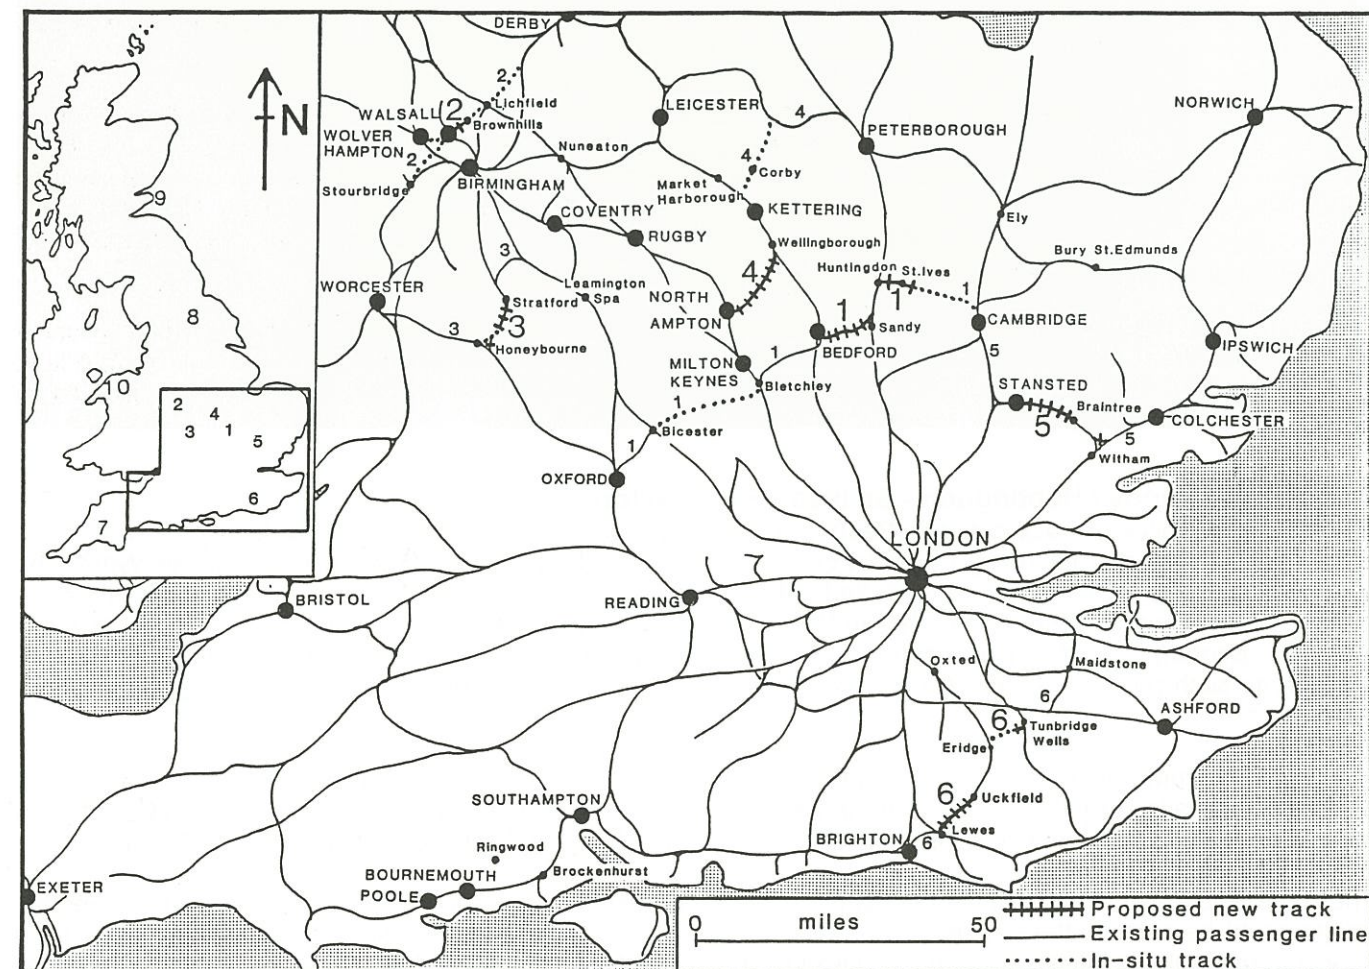 DERBY
N
9
8
10
2
4
3
1
5
6
7
2
Lichfield
WALSALL
2
Brownhills
WOLVER
HAMPTON
2
Stourbridge
BIRMINGHAM
Nuneaton
LEICESTER
4
PETERBOROUGH
NORWICH
4
Corby
Market
Harborough
KETTERING
COVENTRY
RUGBY
Wellingborough
Ely
Bury St.Edmunds
3
Leamington
Spa
WORCESTER
Stratford
3
3
Honeybourne
4
NORTH
AMPTON
Huntingdon
St.Ives
1
1
1
Sandy
BEDFORD
CAMBRIDGE
IPSWICH
MILTON
KEYNES
1
Bletchley
5
STANSTED
Braintree
5
5
COLCHESTER
Witham
1
Bicester
1
OXFORD
LONDON
BRISTOL
READING
Oxted
Maidstone
6
ASHFORD
6
Tunbridge
Wells
Eridge
6
Uckfield
Lewes
6
BRIGHTON
SOUTHAMPTON
Ringwood
BOURNEMOUTH
POOLE
Brockenhurst
EXETER
0 miles 50
Proposed new track
Existing passenger line
In-situ track